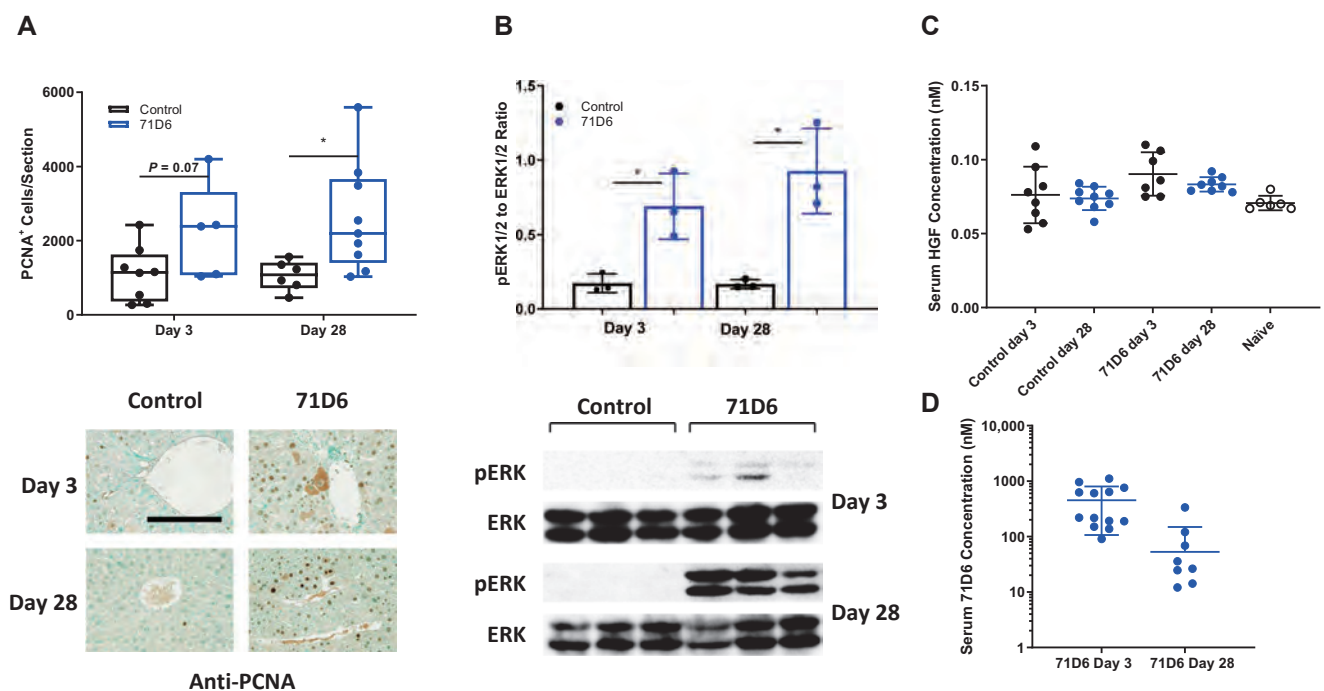 A
PCNA⁺ Cells/Section
6000
4000
2000
0
Control
71D6
P = 0.07
*
Day 3
Day 28
Control
71D6
Day 3
Day 28
Anti-PCNA
B
pERK1/2 to ERK1/2 Ratio
1.5
1.0
0.5
0.0
Control
71D6
*
*
Day 3
Day 28
Control
71D6
pERK
ERK
Day 3
pERK
ERK
Day 28
C
Serum HGF Concentration (nM)
0.15
0.10
0.05
0.00
Control day 3
Control day 28
71D6 day 3
71D6 day 28
Naïve
D
Serum 71D6 Concentration (nM)
10,000
1000
100
10
1
71D6 Day 3
71D6 Day 28